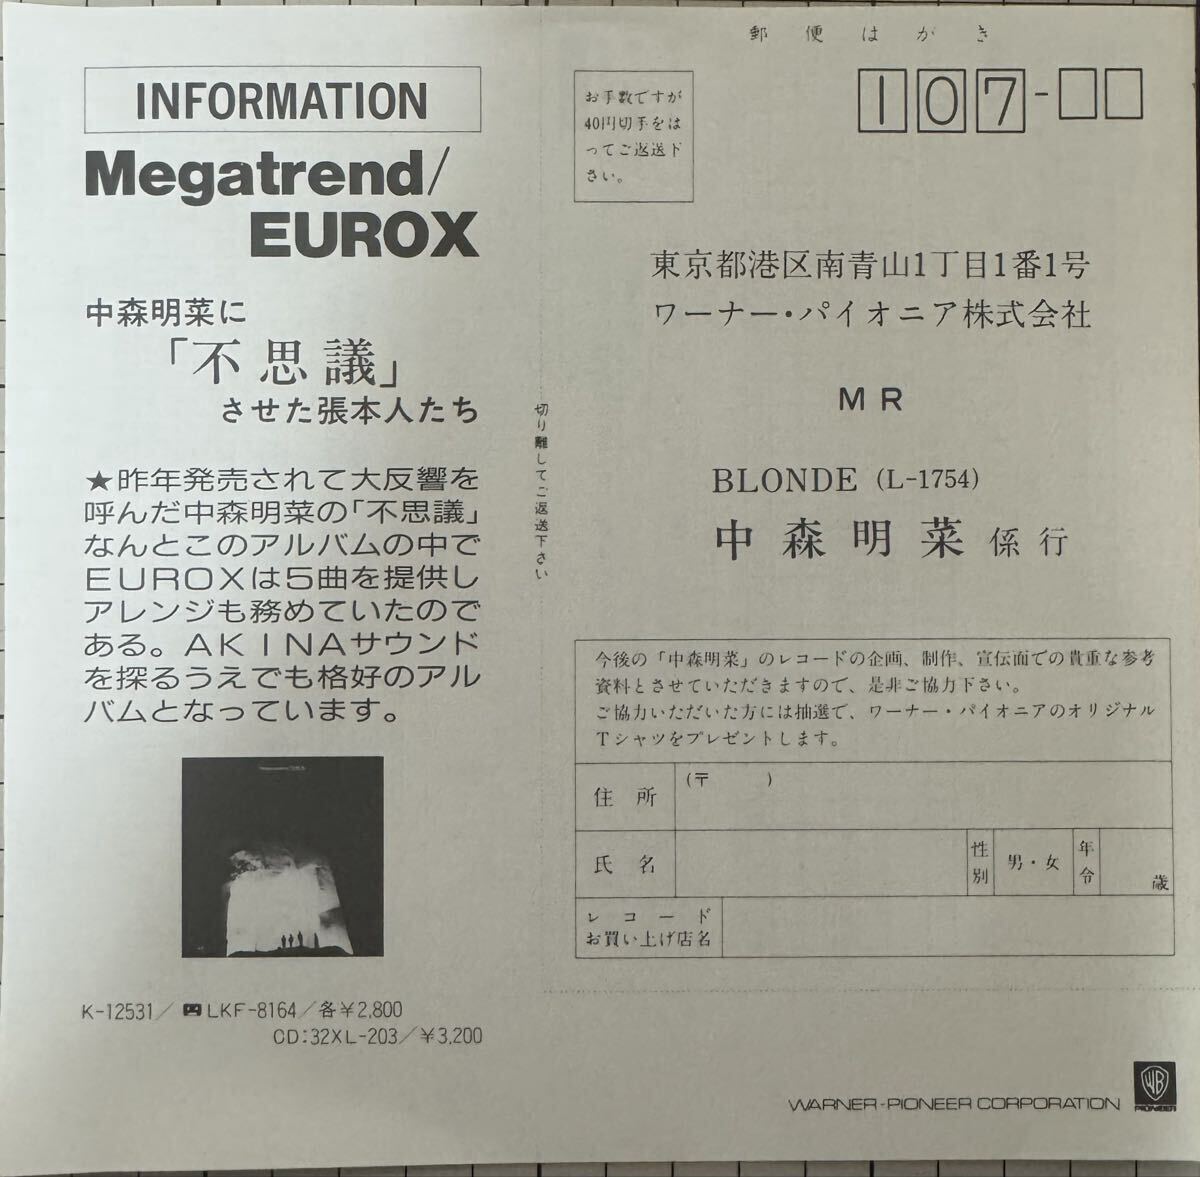 INFORMATION
Megatrend/
EUROX
中森明菜に
「不思議」
させた張本人たち
★昨年発売されて大反響を
呼んだ中森明菜の「不思議」
なんとこのアルバムの中で
EUROXは5曲を提供し
アレンジも務めていたので
ある。AKINAサウンド
を探るうえでも格好のアル
バムとなっています。
K-12531/ LKF-8164/各￥2,800
CD:32XL-203/￥3,200
切り離してご返送下さい
郵便はがき
お手数ですが
40円切手をは
ってご返送下
さい。
107-
東京都港区南青山1丁目1番1号
ワーナー・パイオニア株式会社
MR
BLONDE (L-1754)
中森明菜係行
今後の「中森明菜」のレコードの企画、制作、宣伝面での貴重な参考
資料とさせていただきますので、是非ご協力下さい。
ご協力いただいた方には抽選で、ワーナー・パイオニアのオリジナル
Tシャツをプレゼントします。
住所 (〒 )
氏名 性別 男・女 年令 歳
レコード
お買い上げ店名
WARNER-PIONEER CORPORATION
WB
PIONEER